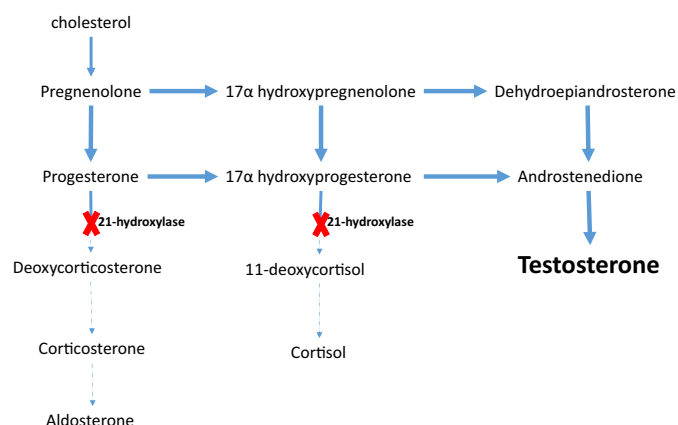 cholesterol
Pregnenolone 17α hydroxypregnenolone Dehydroepiandrosterone
Progesterone 17α hydroxyprogesterone Androstenedione
21-hydroxylase 21-hydroxylase
Deoxycorticosterone 11-deoxycortisol Testosterone
Corticosterone Cortisol
Aldosterone